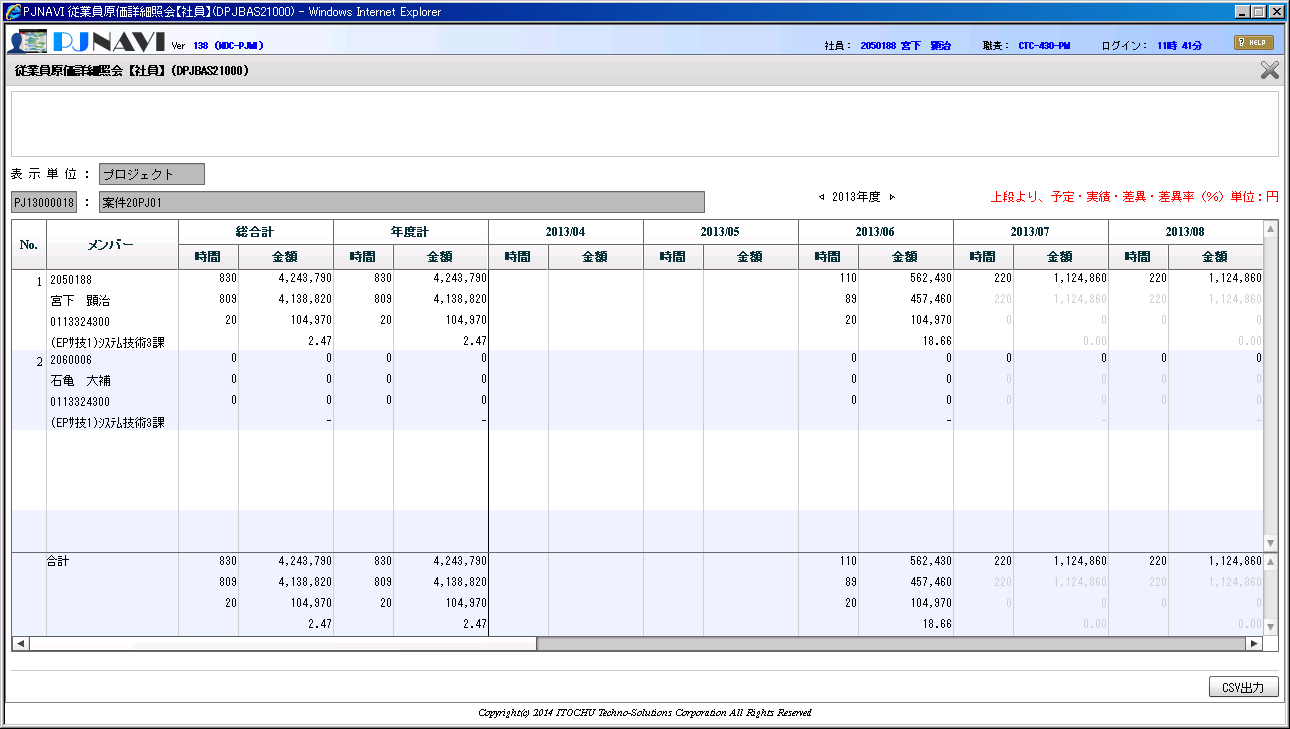 PJNAVI 従業員原価詳細照会【社員】(DPJBAS21000) - Windows Internet Explorer
PJNAVI Ver 138 (NDC-PJMM) 社員： 2050188 宮下 顕治 職責： CTC-430-PM ログイン： 11時 41分 ? HELP
従業員原価詳細照会【社員】(DPJBAS21000)
表示単位： プロジェクト
PJ13000018 ： 案件20PJ01 2013年度 上段より、予定・実績・差異・差異率（％）単位：円
No. メンバー 総合計 年度計 2013/04 2013/05 2013/06 2013/07 2013/08
時間 金額 時間 金額 時間 金額 時間 金額 時間 金額 時間 金額 時間 金額
1 2050188 830 4,243,790 830 4,243,790 110 562,430 220 1,124,860 220 1,124,860
宮下　顕治 809 4,138,820 809 4,138,820 89 457,460 220 1,124,860 220 1,124,860
0113324300 20 104,970 20 104,970 20 104,970 0 0 0 0
(EPｻ技1)ｼｽﾃﾑ技術3課 2.47 2.47 18.66 0.00 0.00
2 2060006 0 0 0 0 0 0 0 0 0 0
石亀　大補 0 0 0 0 0 0 0 0 0 0
0113324300 0 0 0 0 0 0 0 0 0 0
(EPｻ技1)ｼｽﾃﾑ技術3課 - - - - -
合計 830 4,243,790 830 4,243,790 110 562,430 220 1,124,860 220 1,124,860
809 4,138,820 809 4,138,820 89 457,460 220 1,124,860 220 1,124,860
20 104,970 20 104,970 20 104,970 0 0 0 0
2.47 2.47 18.66 0.00 0.00
CSV出力
Copyright(c) 2014 ITOCHU Techno-Solutions Corporation All Rights Reserved